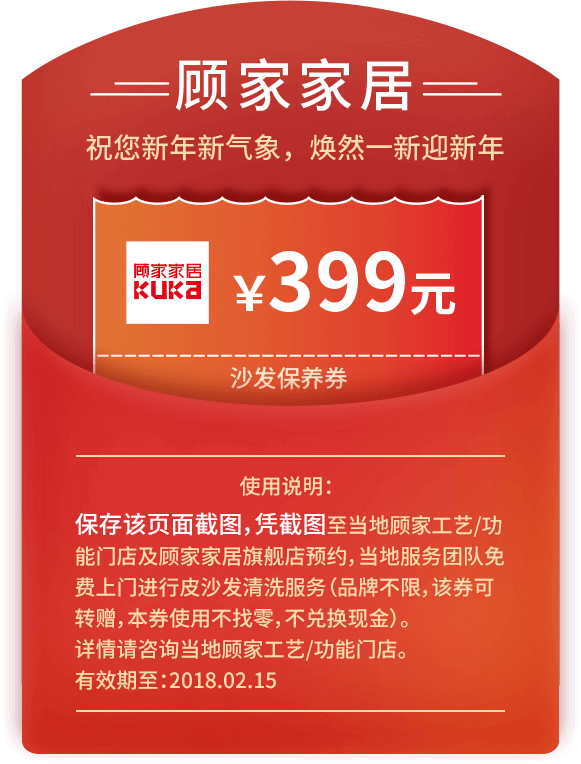 顾家家居
祝您新年新气象，焕然一新迎新年
顾家家居
KUKa
¥399元
沙发保养券
使用说明：
保存该页面截图，凭截图至当地顾家工艺/功
能门店及顾家家居旗舰店预约，当地服务团队免
费上门进行皮沙发清洗服务（品牌不限，该券可
转赠，本券使用不找零，不兑换现金）。
详情请咨询当地顾家工艺/功能门店。
有效期至：2018.02.15